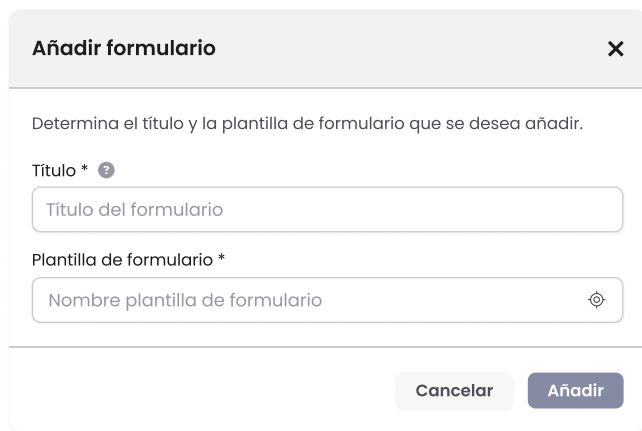 Añadir formulario
Determina el título y la plantilla de formulario que se desea añadir.
Título * ?
Título del formulario
Plantilla de formulario *
Nombre plantilla de formulario
Cancelar Añadir